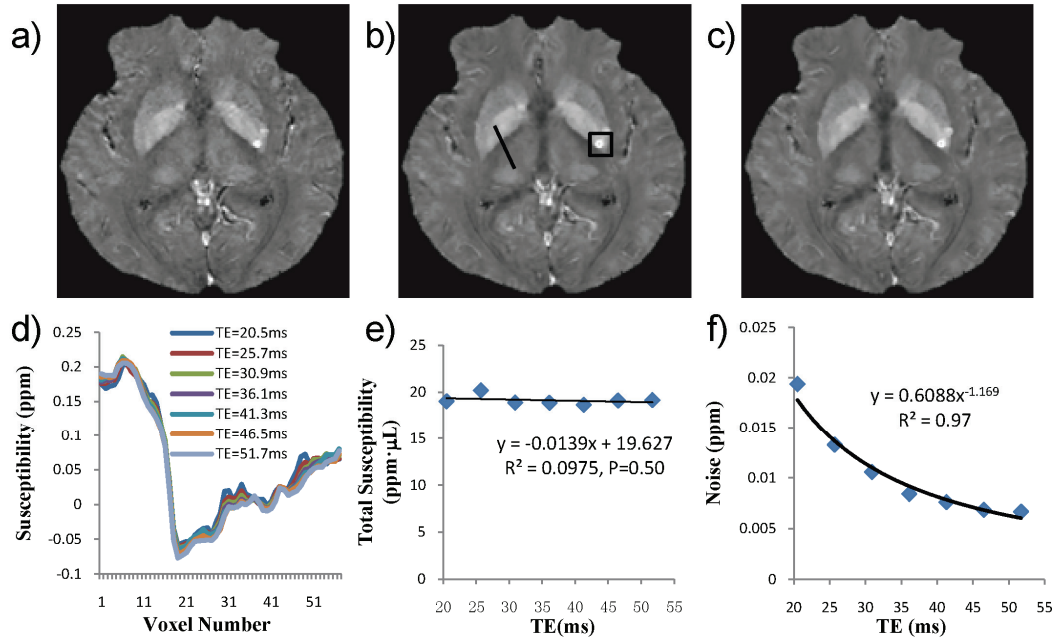 a)
b)
c)
d)
0.25
0.2
0.15
0.1
0.05
0
-0.05
-0.1
Susceptibility (ppm)
1 11 21 31 41 51
Voxel Number
TE=20.5ms
TE=25.7ms
TE=30.9ms
TE=36.1ms
TE=41.3ms
TE=46.5ms
TE=51.7ms
e)
25
20
15
10
5
0
Total Susceptibility
(ppm·μL)
y = -0.0139x + 19.627
R² = 0.0975, P=0.50
20 25 30 35 40 45 50 55
TE(ms)
f)
0.025
0.02
0.015
0.01
0.005
0
Noise (ppm)
y = 0.6088x^-1.169
R² = 0.97
20 25 30 35 40 45 50 55
TE (ms)